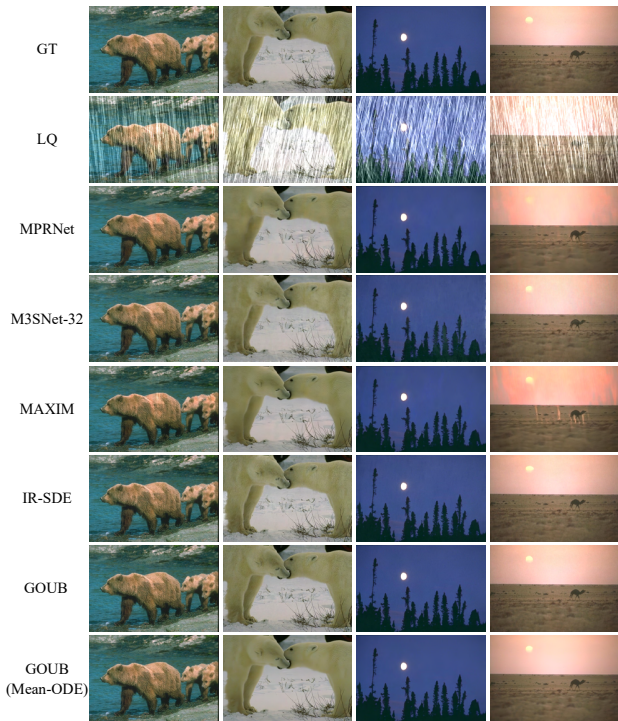 GT
LQ
MPRNet
M3SNet-32
MAXIM
IR-SDE
GOUB
GOUB
(Mean-ODE)